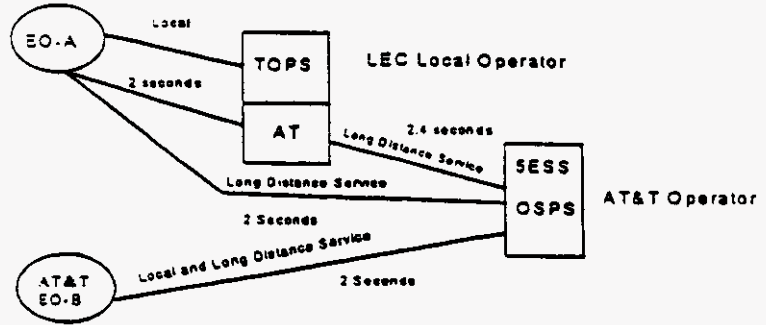 Local
EO-A
TOPS
LEC Local Operator
2 seconds
AT
2.4 seconds
Long Distance Service
5ESS
OSPS
AT&T Operator
Long Distance Service
2 Seconds
Local and Long Distance Service
AT&T
EO-B
2 Seconds